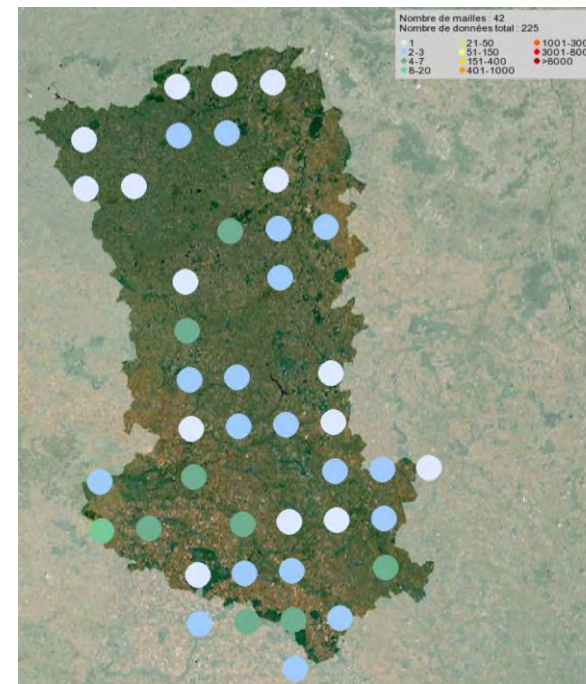 Nombre de mailles : 42
Nombre de données total : 225
1 21-50 1001-300
2-3 51-150 3001-800
4-7 151-400 >8000
8-20 401-1000